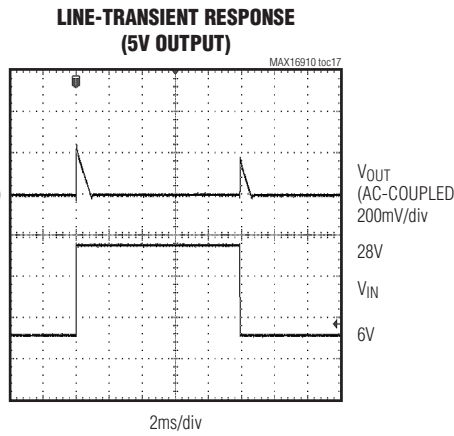 LINE-TRANSIENT RESPONSE
(5V OUTPUT)
MAX16910 toc17
VOUT
(AC-COUPLED
200mV/div
28V
VIN
6V
2ms/div